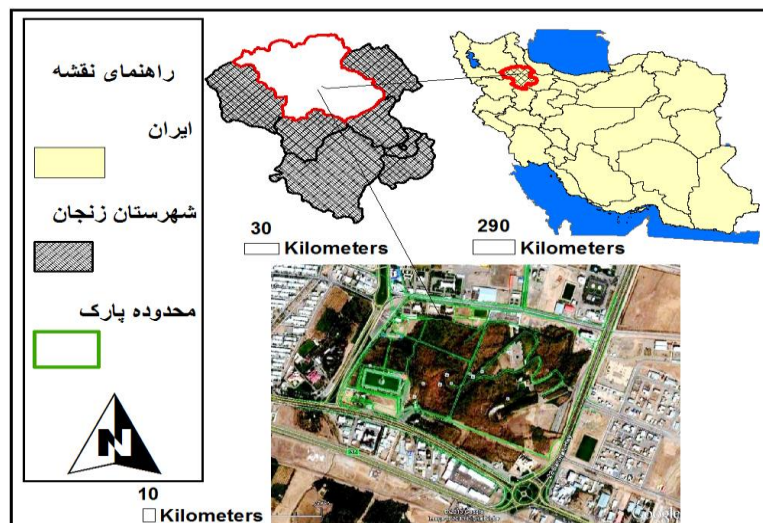 راهنمای نقشه
ایران
شهرستان زنجان
محدوده پارک
N
10
Kilometers
30
Kilometers
290
Kilometers